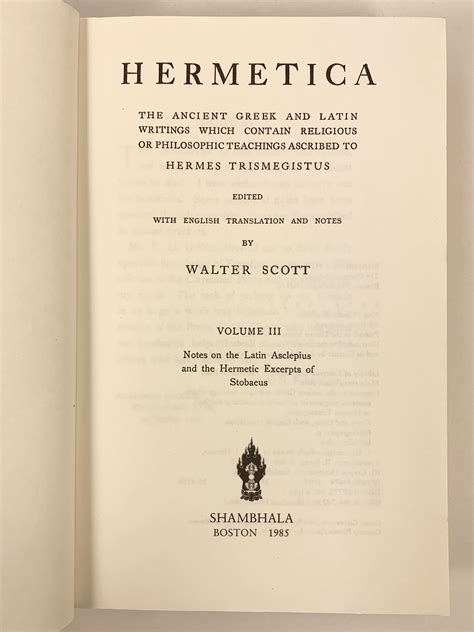 HERMETICA
THE ANCIENT GREEK AND LATIN
WRITINGS WHICH CONTAIN RELIGIOUS
OR PHILOSOPHIC TEACHINGS ASCRIBED TO
HERMES TRISMEGISTUS
EDITED
WITH ENGLISH TRANSLATION AND NOTES
BY
WALTER SCOTT
VOLUME III
Notes on the Latin Asclepius
and the Hermetic Excerpts of
Stobaeus
SHAMBHALA
BOSTON 1985